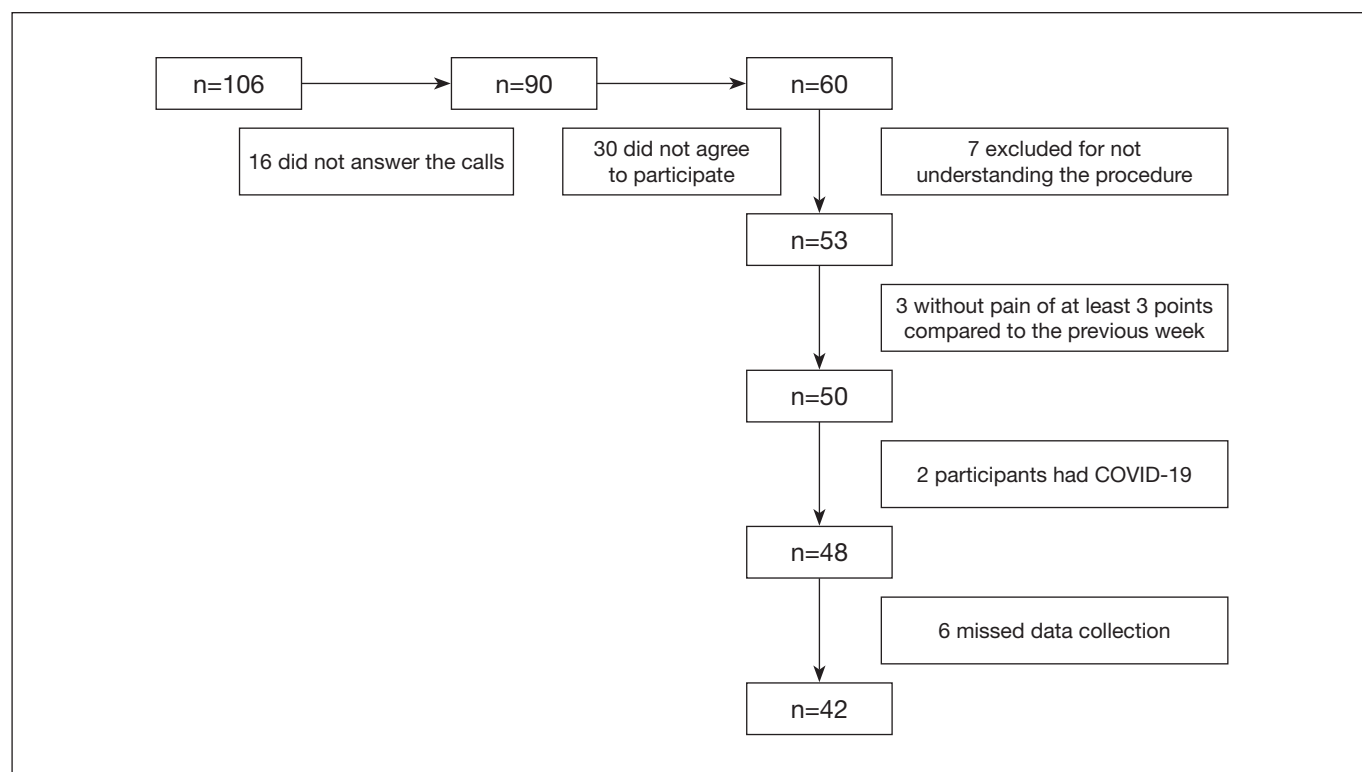 n=106
n=90
n=60
16 did not answer the calls
30 did not agree
to participate
7 excluded for not
understanding the procedure
n=53
3 without pain of at least 3 points
compared to the previous week
n=50
2 participants had COVID-19
n=48
6 missed data collection
n=42